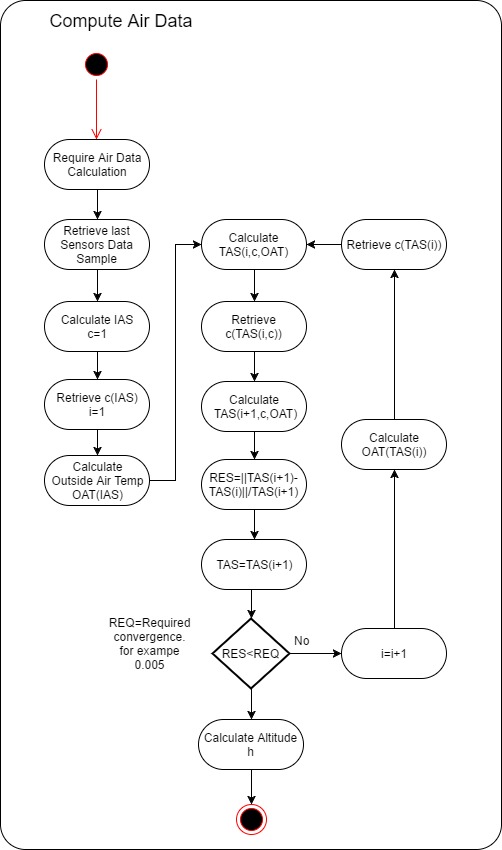 Compute Air Data
Require Air Data
Calculation
Retrieve last
Sensors Data
Sample
Calculate IAS
c=1
Retrieve c(IAS)
i=1
Calculate
Outside Air Temp
OAT(IAS)
Calculate
TAS(i,c,OAT)
Retrieve
c(TAS(i,c))
Calculate
TAS(i+1,c,OAT)
RES=||TAS(i+1)-
TAS(i)||/TAS(i+1)
TAS=TAS(i+1)
REQ=Required
convergence.
for exampe
0.005
RES<REQ
No
i=i+1
Calculate
OAT(TAS(i))
Retrieve c(TAS(i))
Calculate Altitude
h